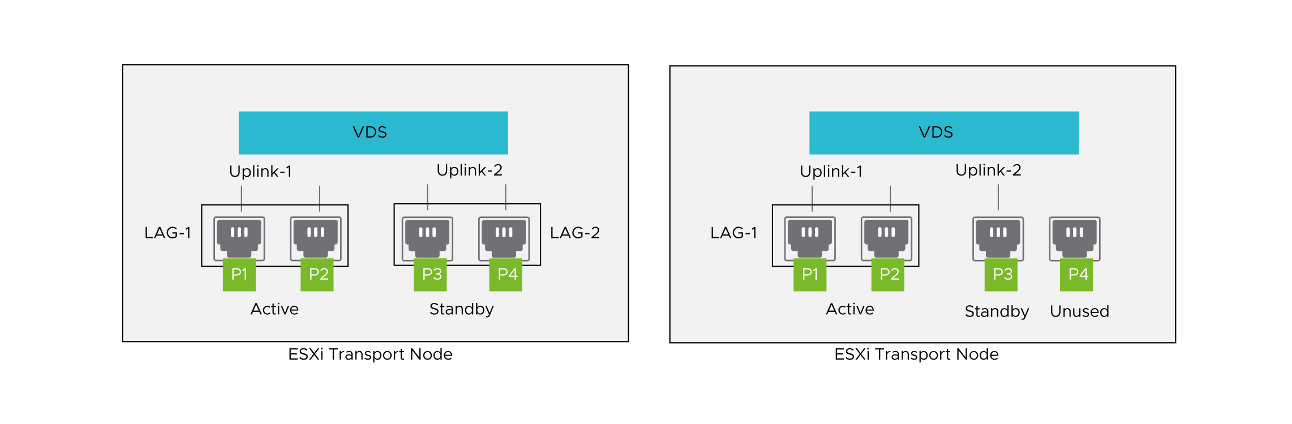 VDS
Uplink-1
Uplink-2
LAG-1
LAG-2
P1
P2
P3
P4
Active
Standby
ESXi Transport Node
VDS
Uplink-1
Uplink-2
LAG-1
P1
P2
P3
P4
Active
Standby
Unused
ESXi Transport Node